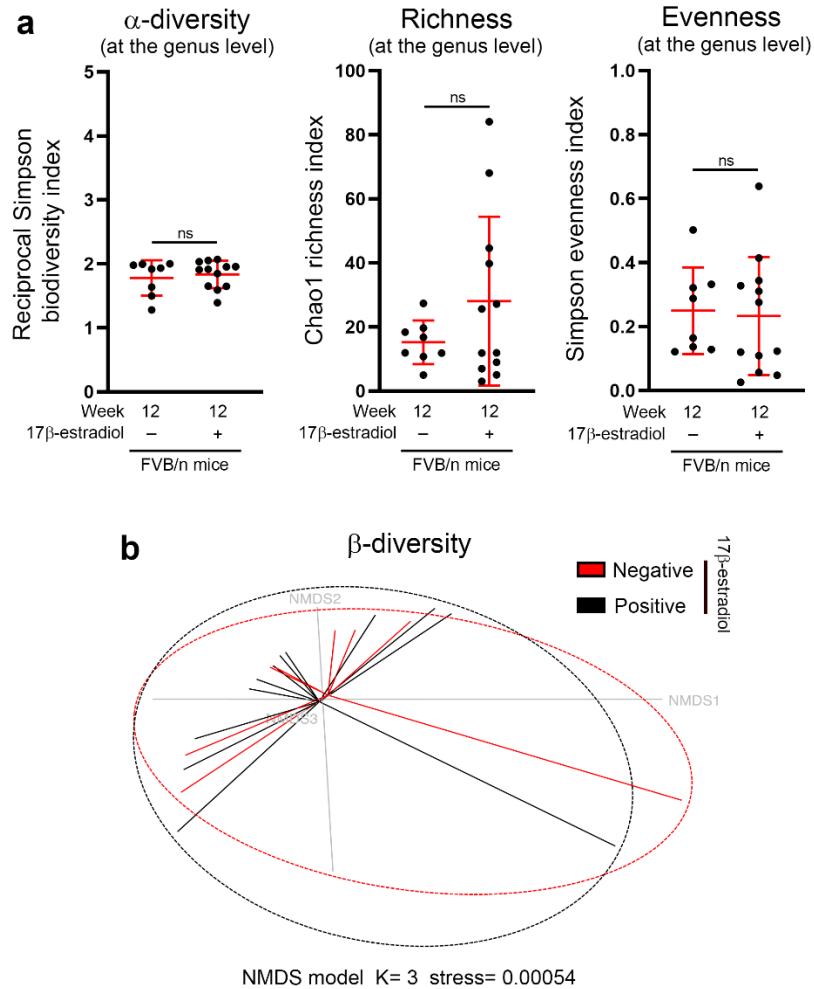 a
α-diversity
(at the genus level)
Reciprocal Simpson
biodiversity index
5
4
3
2
1
0
ns
Week 12 12
17β-estradiol – +
FVB/n mice
Richness
(at the genus level)
Chao1 richness index
100
80
60
40
20
0
ns
12 12
– +
FVB/n mice
Evenness
(at the genus level)
Simpson evenness index
1.0
0.8
0.6
0.4
0.2
0.0
ns
Week 12 12
17β-estradiol – +
FVB/n mice
b
β-diversity
Negative
Positive
17β-estradiol
NMDS2
NMDS1
NMDS3
NMDS model K= 3 stress= 0.00054